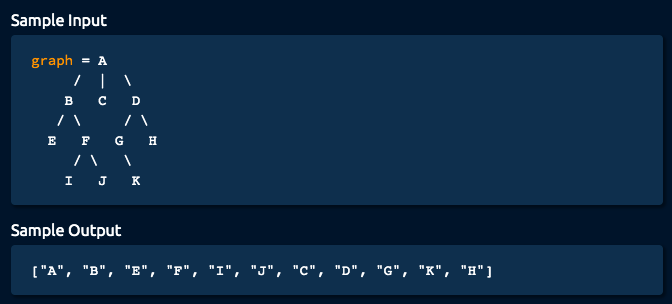 Sample Input
graph = A
     /  |  \
    B   C   D
   / \     / \
  E   F   G   H
     / \   \
    I   J   K
Sample Output
["A", "B", "E", "F", "I", "J", "C", "D", "G", "K", "H"]